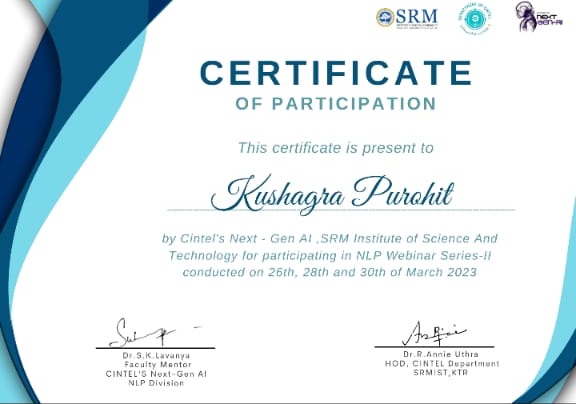 SRM
NEXT
GEN-AI
CERTIFICATE
OF PARTICIPATION
This certificate is present to
Kushagra Purohit
by Cintel's Next - Gen AI ,SRM Institute of Science And
Technology for participating in NLP Webinar Series-II
conducted on 26th, 28th and 30th of March 2023
Dr.S.K.Lavanya
Faculty Mentor
CINTEL'S Next-Gen AI
NLP Division
Dr.R.Annie Uthra
HOD, CINTEL Department
SRMIST,KTR